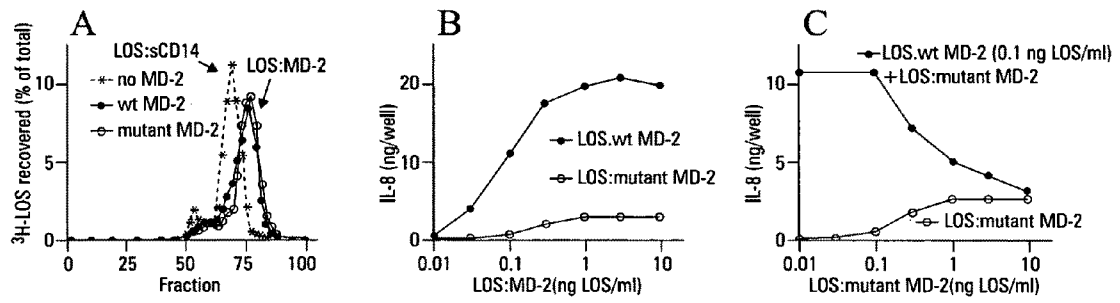 A
³H-LOS recovered (% of total)
10
5
0
LOS:sCD14
LOS:MD-2
no MD-2
wt MD-2
mutant MD-2
0
25
50
75
100
Fraction
B
IL-8 (ng/well)
20
10
0
LOS.wt MD-2
LOS:mutant MD-2
0.01
0.1
1
10
LOS:MD-2(ng LOS/ml)
C
IL-8 (ng/well)
10
5
0
LOS.wt MD-2 (0.1 ng LOS/ml)
+LOS:mutant MD-2
LOS:mutant MD-2
0.01
0.1
1
10
LOS:mutant MD-2(ng LOS/ml)